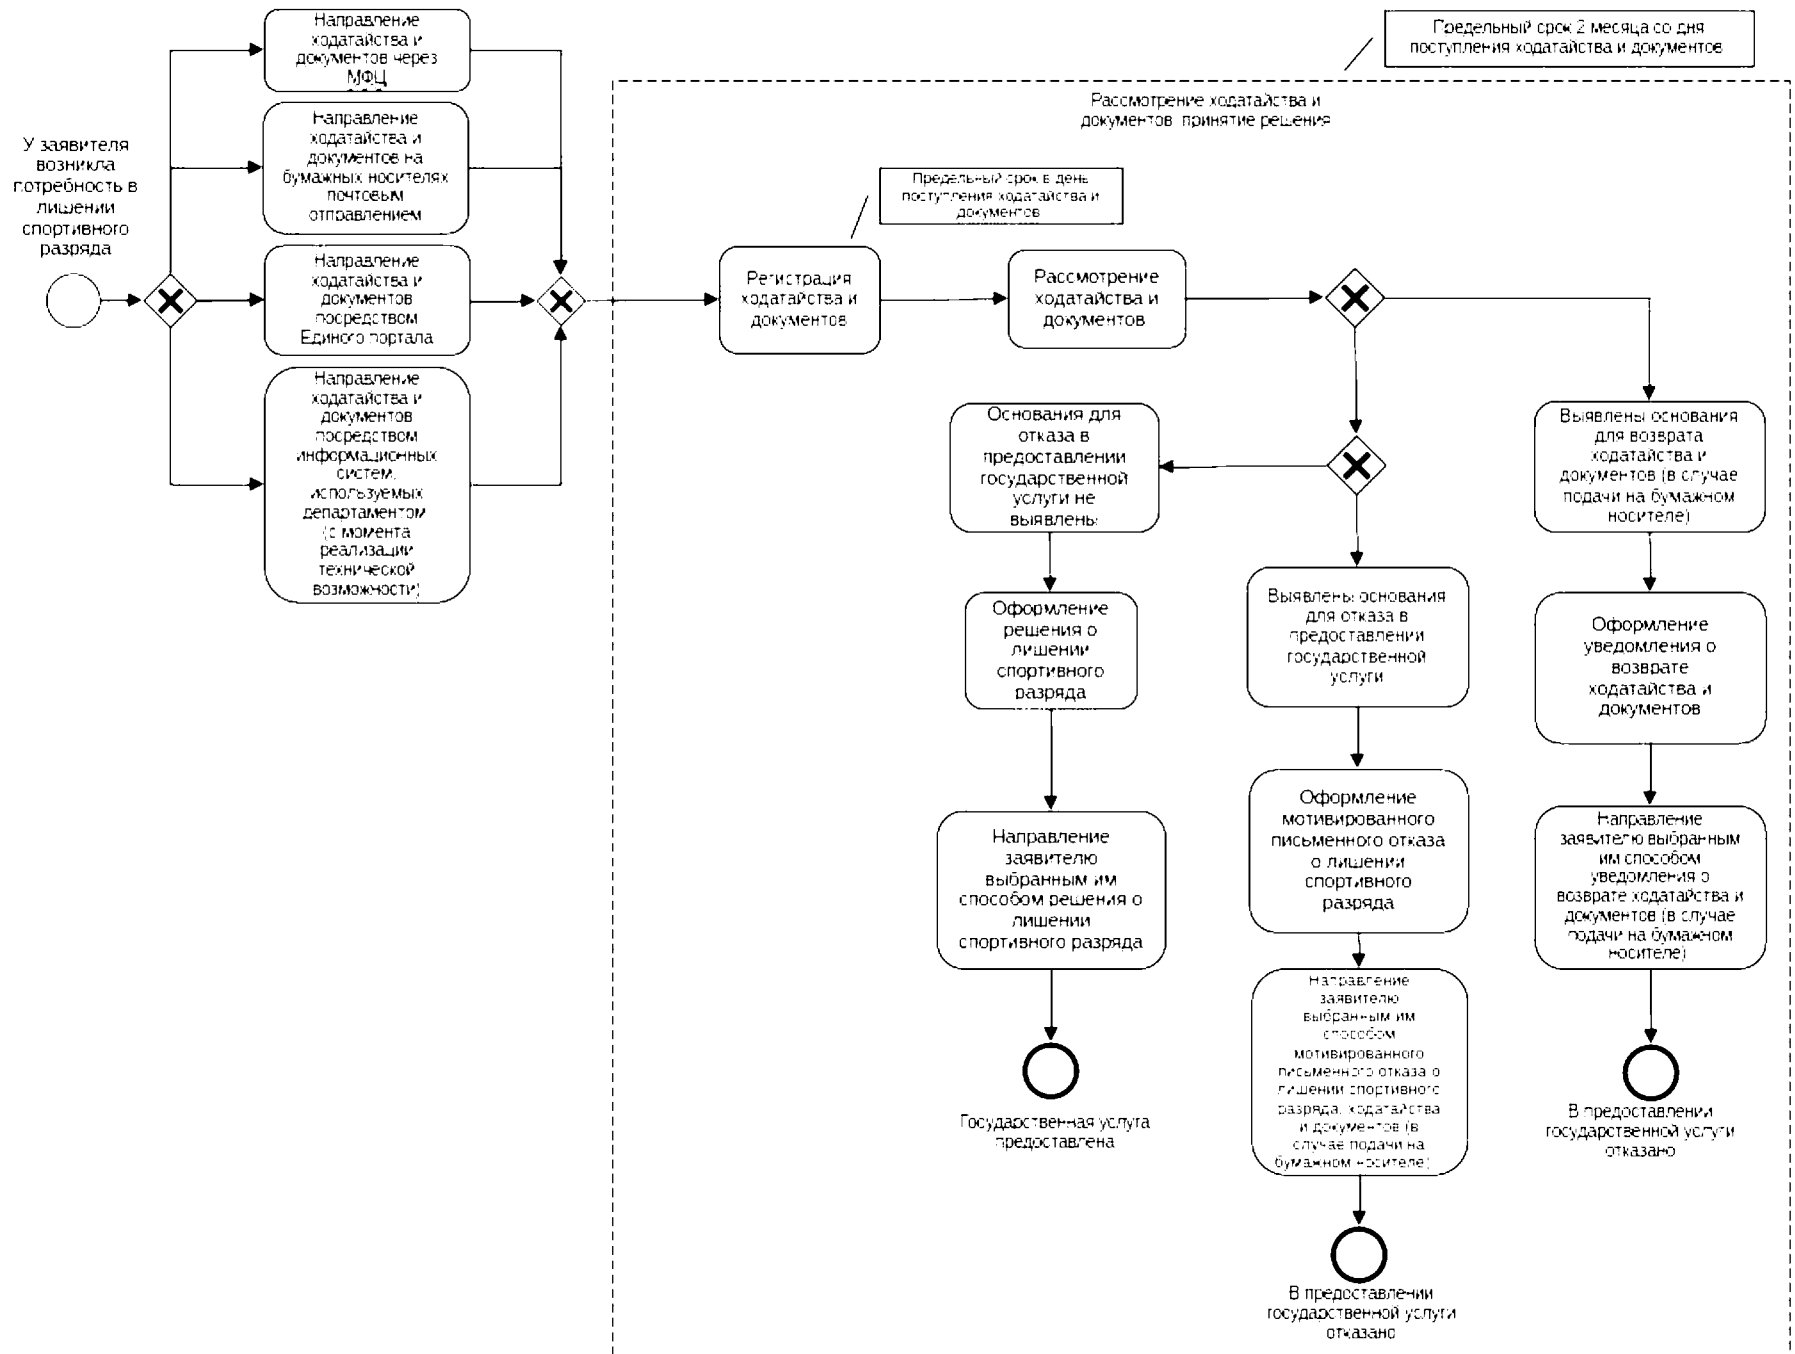 Направление
ходатайства и
документов через
МФЦ
Предельный срок 2 месяца со дня
поступления ходатайства и документов
Рассмотрение ходатайства и
документов принятие решения
У заявителя
возникла
потребность в
лишении
спортивного
разряда
Направление
ходатайства и
документов на
бумажных носителях
почтовым
отправлением
Предельный срок в день
поступления ходатайства и
документов
Направление
ходатайства и
документов
посредством
Единого портала
Регистрация
ходатайства и
документов
Рассмотрение
ходатайства и
документов
Направление
ходатайства и
документов
посредством
информационных
систем,
используемых
департаментом
(с момента
реализации
технической
возможности)
Основания для
отказа в
предоставлении
государственной
услуги не
выявлены
Выявлены основания
для возврата
ходатайства и
документов (в случае
подачи на бумажном
носителе)
Оформление
решения о
лишении
спортивного
разряда
Выявлены основания
для отказа в
предоставлении
государственной
услуги
Оформление
уведомления о
возврате
ходатайства и
документов
Направление
заявителю
выбранным им
способом решения о
лишении
спортивного разряда
Оформление
мотивированного
письменного отказа
о лишении
спортивного
разряда
Направление
заявителю выбранным
им способом
уведомления о
возврате ходатайства и
документов (в случае
подачи на бумажном
носителе)
Направление
заявителю
выбранным им
способом
мотивированного
письменного отказа о
лишении спортивного
разряда, ходатайства
и документов (в
случае подачи на
бумажном носителе)
Государственная услуга
предоставлена
В предоставлении
государственной услуги
отказано
В предоставлении
государственной услуги
отказано